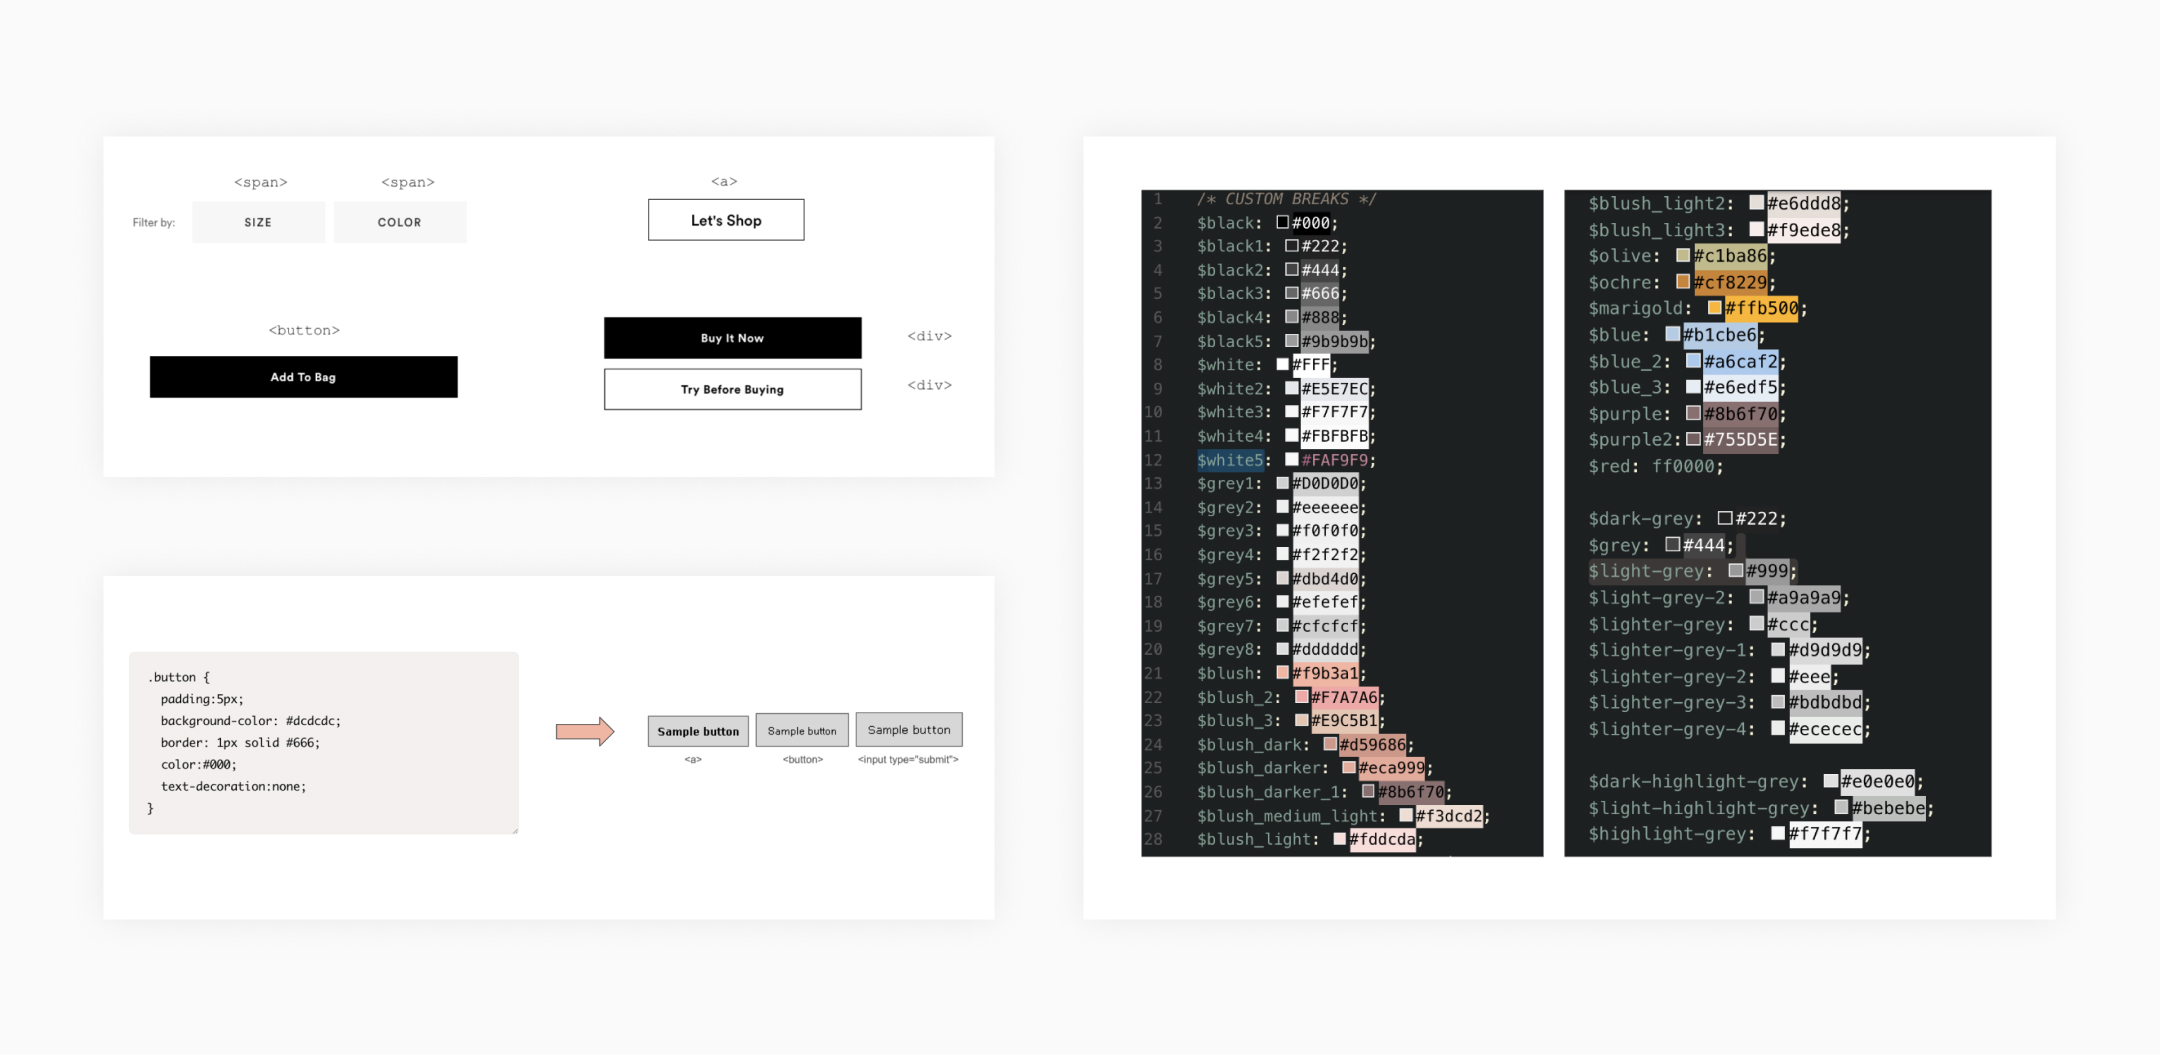 <span> <span>
Filter by: SIZE COLOR
<a>
Let's Shop
<button>
Add To Bag
Buy It Now <div>
Try Before Buying <div>
.button {
padding:5px;
background-color: #dcdcdc;
border: 1px solid #666;
color:#000;
text-decoration:none;
}
Sample button Sample button Sample button
<a> <button> <input type="submit">
1 /* CUSTOM BREAKS */
2 $black: #000;
3 $black1: #222;
4 $black2: #444;
5 $black3: #666;
6 $black4: #888;
7 $black5: #9b9b9b;
8 $white: #FFF;
9 $white2: #E5E7EC;
10 $white3: #F7F7F7;
11 $white4: #FBFBFB;
12 $white5: #FAF9F9;
13 $grey1: #D0D0D0;
14 $grey2: #eeeeee;
15 $grey3: #f0f0f0;
16 $grey4: #f2f2f2;
17 $grey5: #dbd4d0;
18 $grey6: #efefef;
19 $grey7: #cfcfcf;
20 $grey8: #dddddd;
21 $blush: #f9b3a1;
22 $blush_2: #F7A7A6;
23 $blush_3: #E9C5B1;
24 $blush_dark: #d59686;
25 $blush_darker: #eca999;
26 $blush_darker_1: #8b6f70;
27 $blush_medium_light: #f3dcd2;
28 $blush_light: #fddcda;
$blush_light2: #e6ddd8;
$blush_light3: #f9ede8;
$olive: #c1ba86;
$ochre: #cf8229;
$marigold: #ffb500;
$blue: #b1cbe6;
$blue_2: #a6caf2;
$blue_3: #e6edf5;
$purple: #8b6f70;
$purple2: #755D5E;
$red: ff0000;
$dark-grey: #222;
$grey: #444;
$light-grey: #999;
$light-grey-2: #a9a9a9;
$lighter-grey: #ccc;
$lighter-grey-1: #d9d9d9;
$lighter-grey-2: #eee;
$lighter-grey-3: #bdbdbd;
$lighter-grey-4: #ececec;
$dark-highlight-grey: #e0e0e0;
$light-highlight-grey: #bebebe;
$highlight-grey: #f7f7f7;